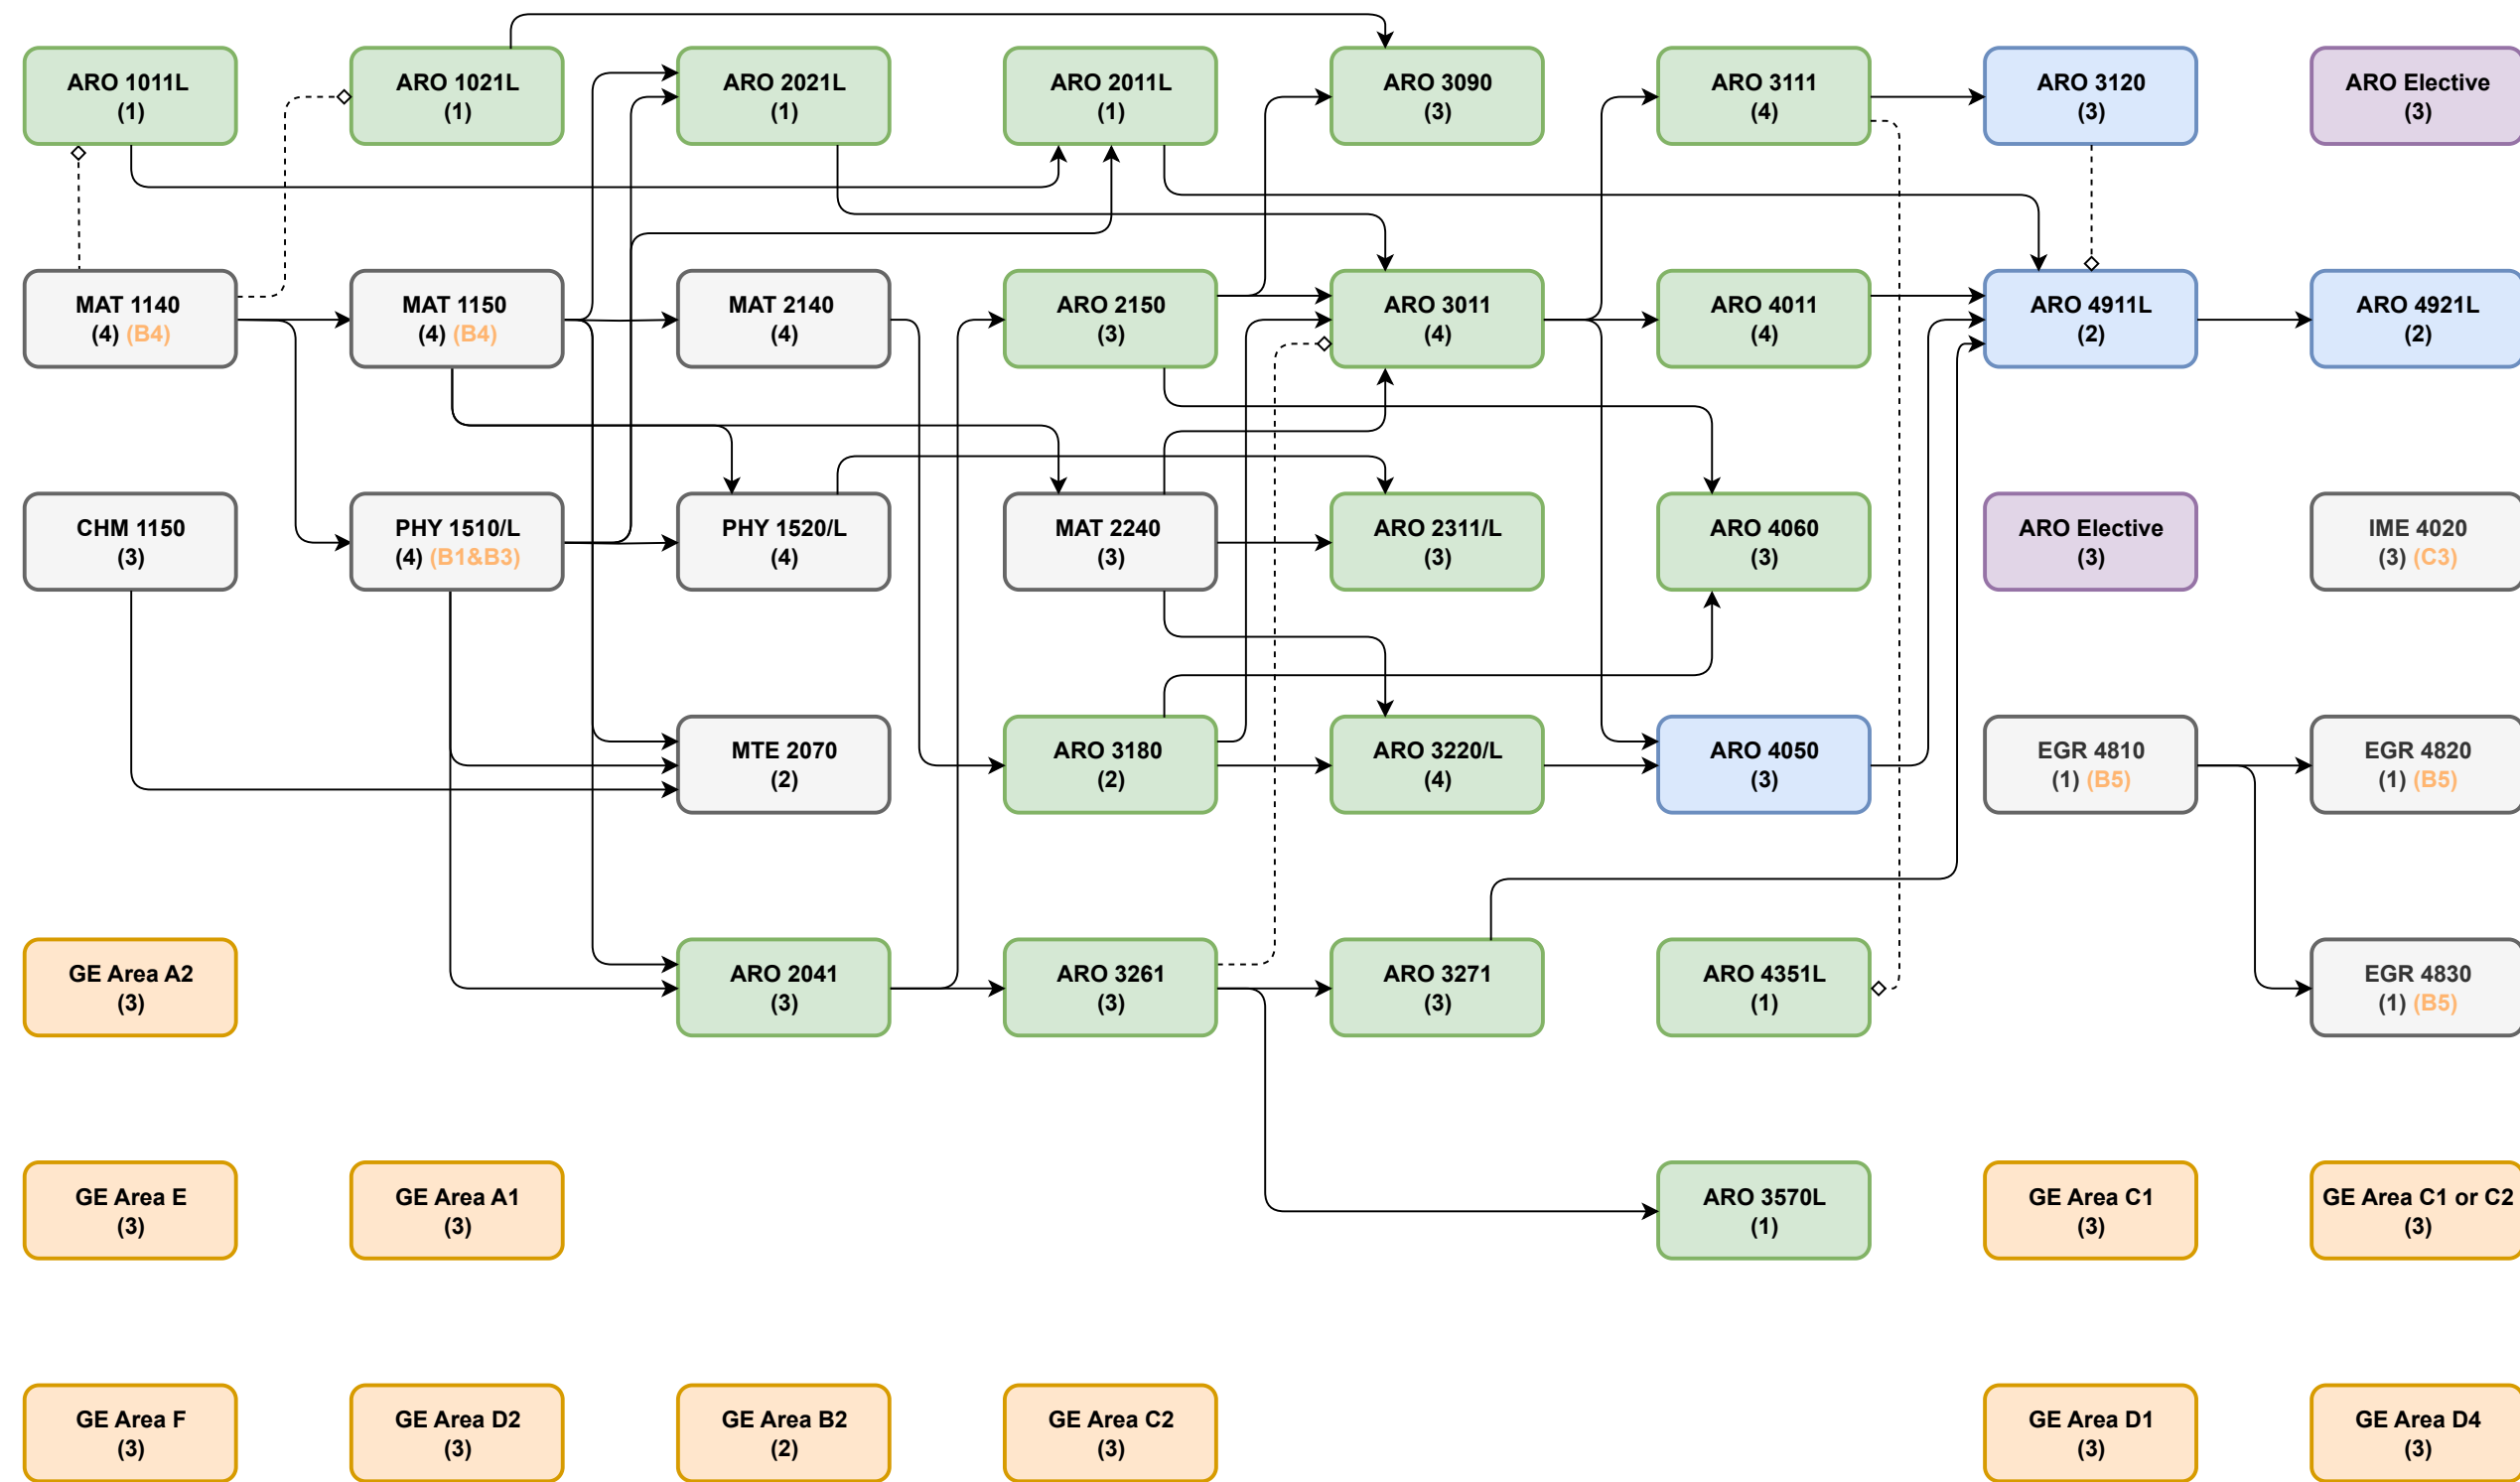 ARO 1011L
(1)
ARO 1021L
(1)
ARO 2021L
(1)
ARO 2011L
(1)
ARO 3090
(3)
ARO 3111
(4)
ARO 3120
(3)
ARO Elective
(3)
MAT 1140
(4) (B4)
MAT 1150
(4) (B4)
MAT 2140
(4)
ARO 2150
(3)
ARO 3011
(4)
ARO 4011
(4)
ARO 4911L
(2)
ARO 4921L
(2)
CHM 1150
(3)
PHY 1510/L
(4) (B1&B3)
PHY 1520/L
(4)
MAT 2240
(3)
ARO 2311/L
(3)
ARO 4060
(3)
ARO Elective
(3)
IME 4020
(3) (C3)
MTE 2070
(2)
ARO 3180
(2)
ARO 3220/L
(4)
ARO 4050
(3)
EGR 4810
(1) (B5)
EGR 4820
(1) (B5)
GE Area A2
(3)
ARO 2041
(3)
ARO 3261
(3)
ARO 3271
(3)
ARO 4351L
(1)
EGR 4830
(1) (B5)
GE Area E
(3)
GE Area A1
(3)
ARO 3570L
(1)
GE Area C1
(3)
GE Area C1 or C2
(3)
GE Area F
(3)
GE Area D2
(3)
GE Area B2
(2)
GE Area C2
(3)
GE Area D1
(3)
GE Area D4
(3)